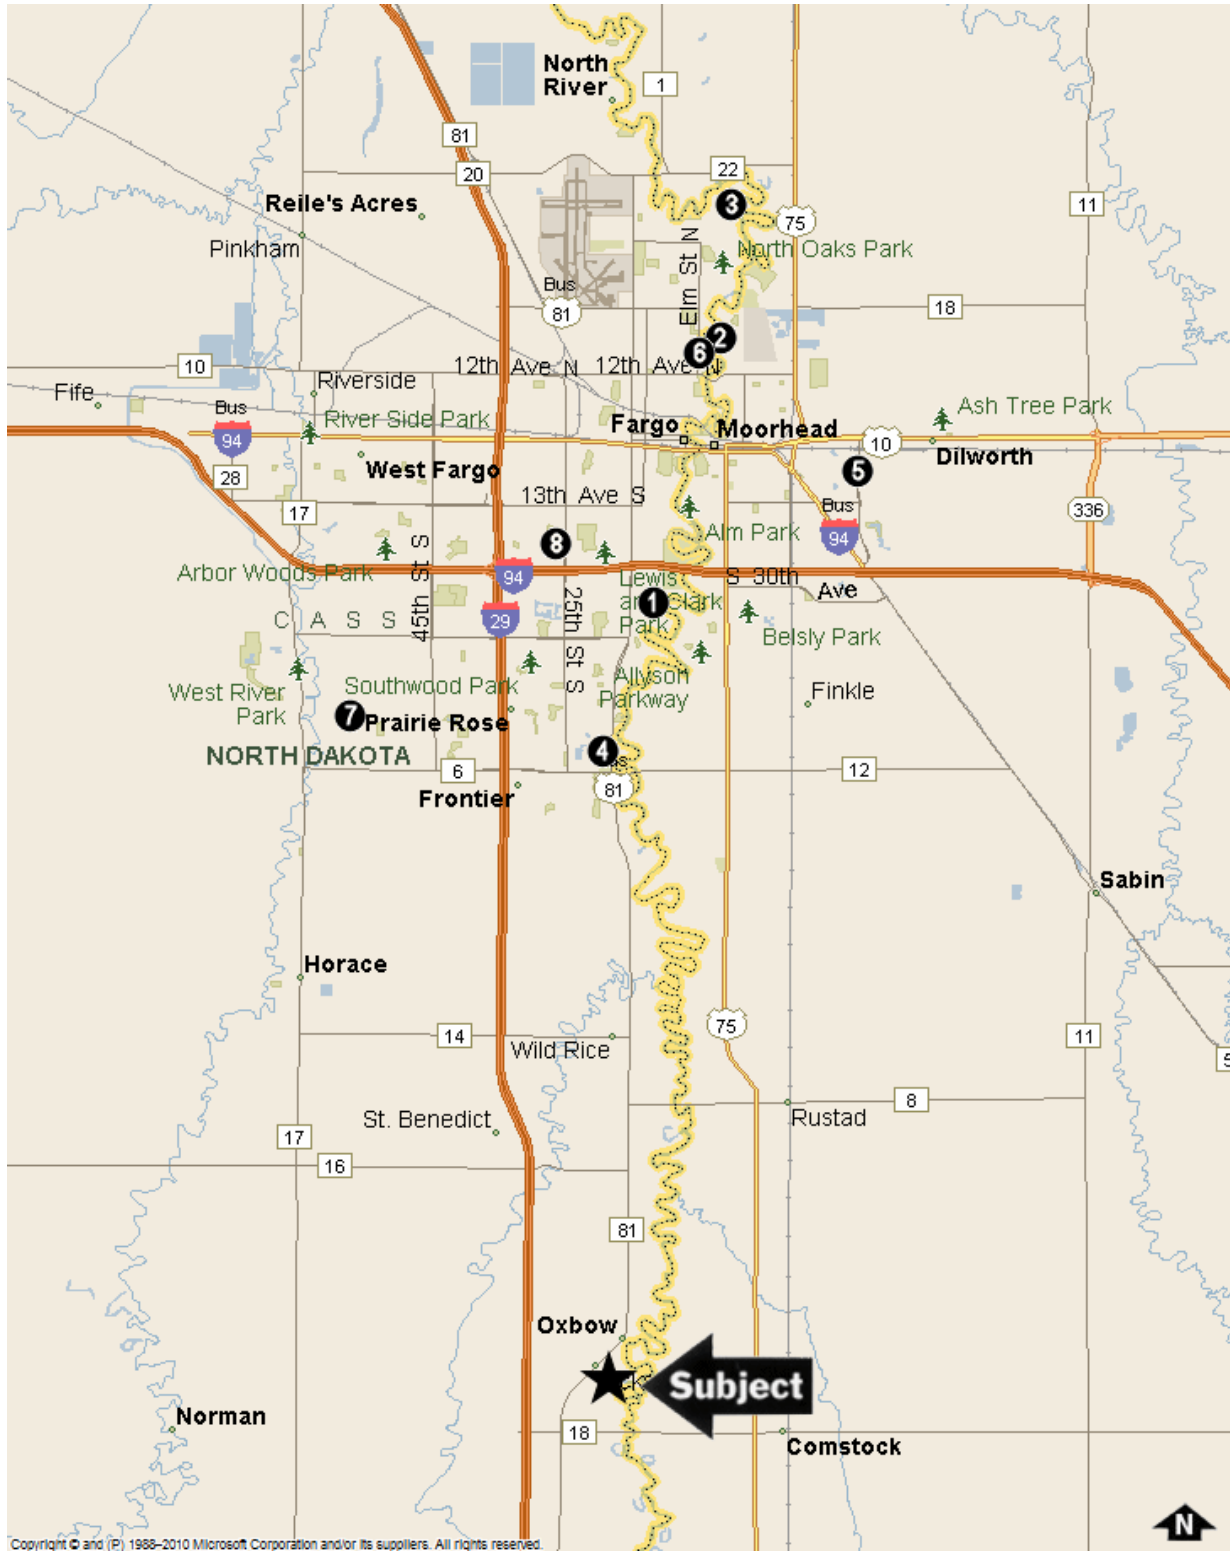 North
River
1
81
20
22
Reile's Acres
3
11
75
Pinkham
Elm St N
North Oaks Park
Bus
81
18
2
6
12th Ave N
12th Ave N
10
Riverside
Fife
Bus
94
River Side Park
Ash Tree Park
Fargo
Moorhead
10
Dilworth
West Fargo
5
28
13th Ave S
17
Bus
94
336
Alm Park
8
45th St S
Arbor Woods Park
94
Lewis
and Clark
Park
S 30th
Ave
1
29
CASS
25th St S
Belsly Park
West River
Park
Southwood Park
Allyson
Parkway
Finkle
7
Prairie Rose
4
NORTH DAKOTA
6
12
81
Frontier
Sabin
Horace
75
14
Wild Rice
11
5
8
St. Benedict
Rustad
17
16
81
Oxbow
Subject
Norman
18
Comstock
N
Copyright © and (P) 1988–2010 Microsoft Corporation and/or its suppliers. All rights reserved.